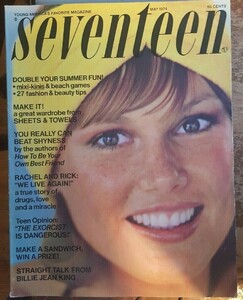 YOUNG AMERICA'S FAVORITE MAGAZINE
MAY 1974
CENTS
seventeen
DOUBLE YOUR SUMMER FUN!
• mixi-kinis & beach games
• 27 fashion & beauty tips
MAKE IT!
a great wardrobe from
SHEETS & TOWELS
YOU REALLY CAN
BEAT SHYNESS
by the authors of
How To Be Your
Own Best Friend
RACHEL AND RICK:
"WE LIVE AGAIN!"
a true story of
drugs, love
and a miracle
Teen Opinion:
"THE EXORCIST
IS DANGEROUS"
MAKE A SANDWICH,
WIN A PRIZE!
STRAIGHT TALK FROM
BILLIE JEAN KING